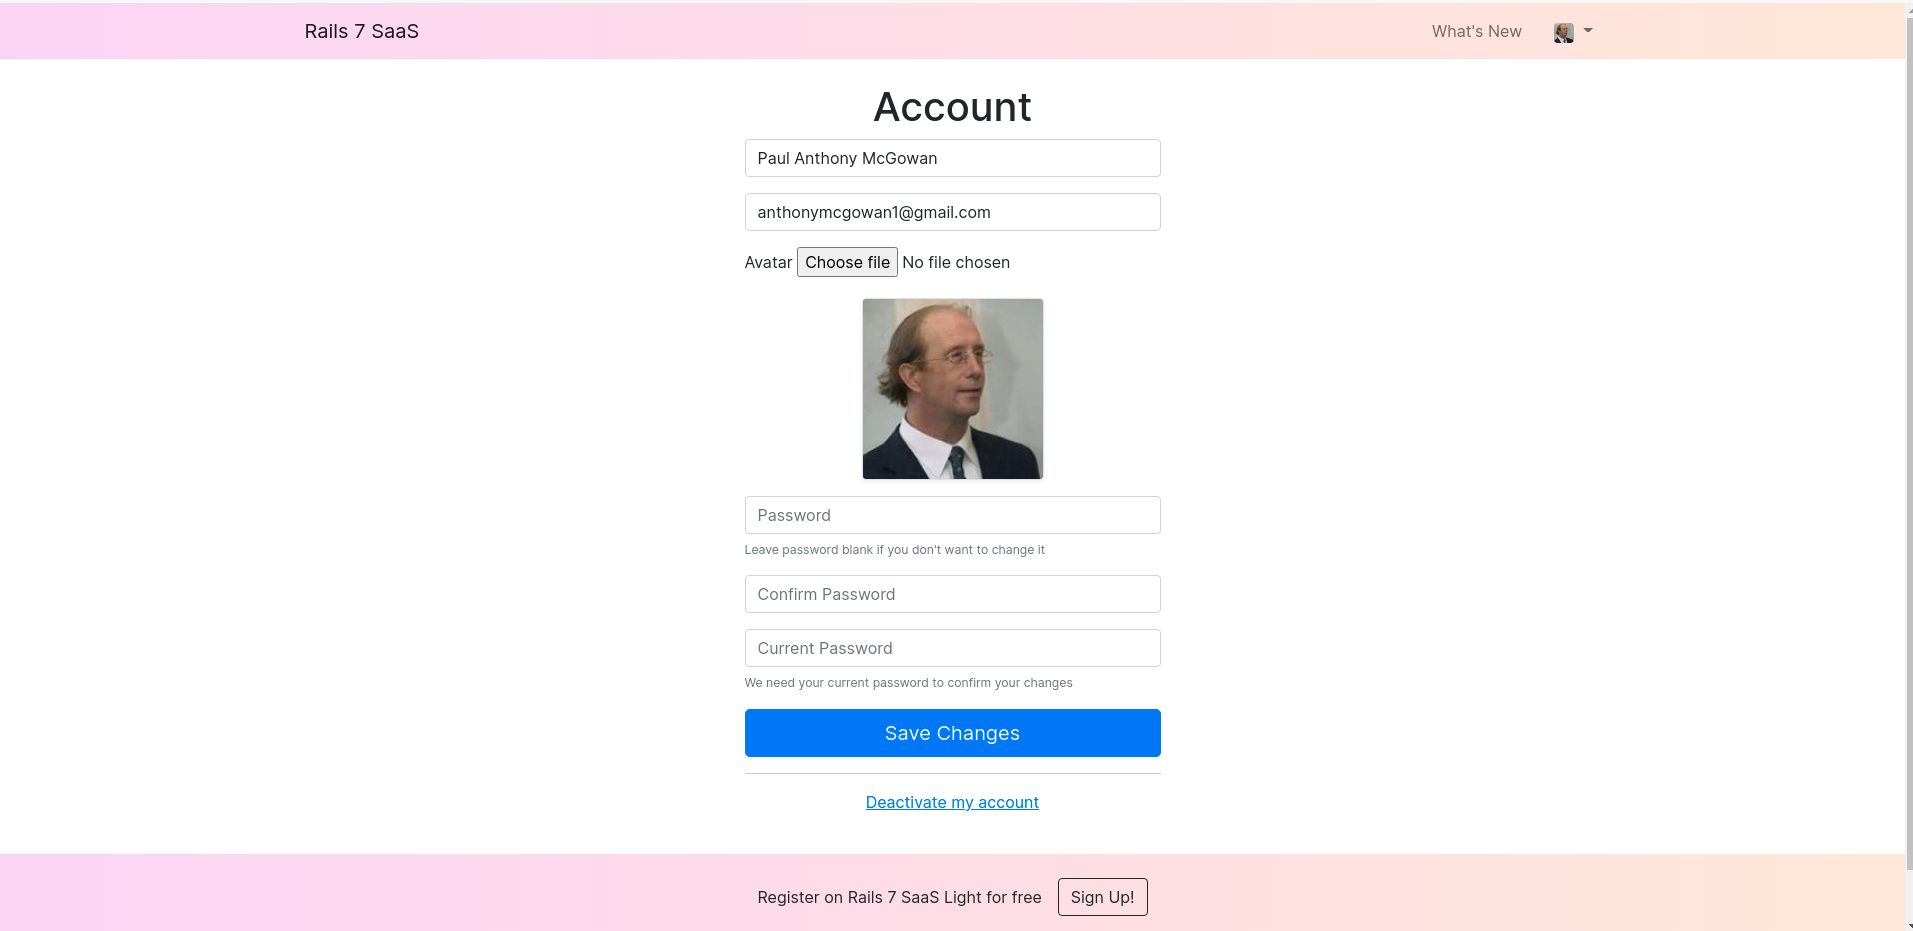 Rails 7 SaaS
What's New
Account
Paul Anthony McGowan
anthonymcgowan1@gmail.com
Avatar Choose file No file chosen
Password
Leave password blank if you don't want to change it
Confirm Password
Current Password
We need your current password to confirm your changes
Save Changes
Deactivate my account
Register on Rails 7 SaaS Light for free Sign Up!